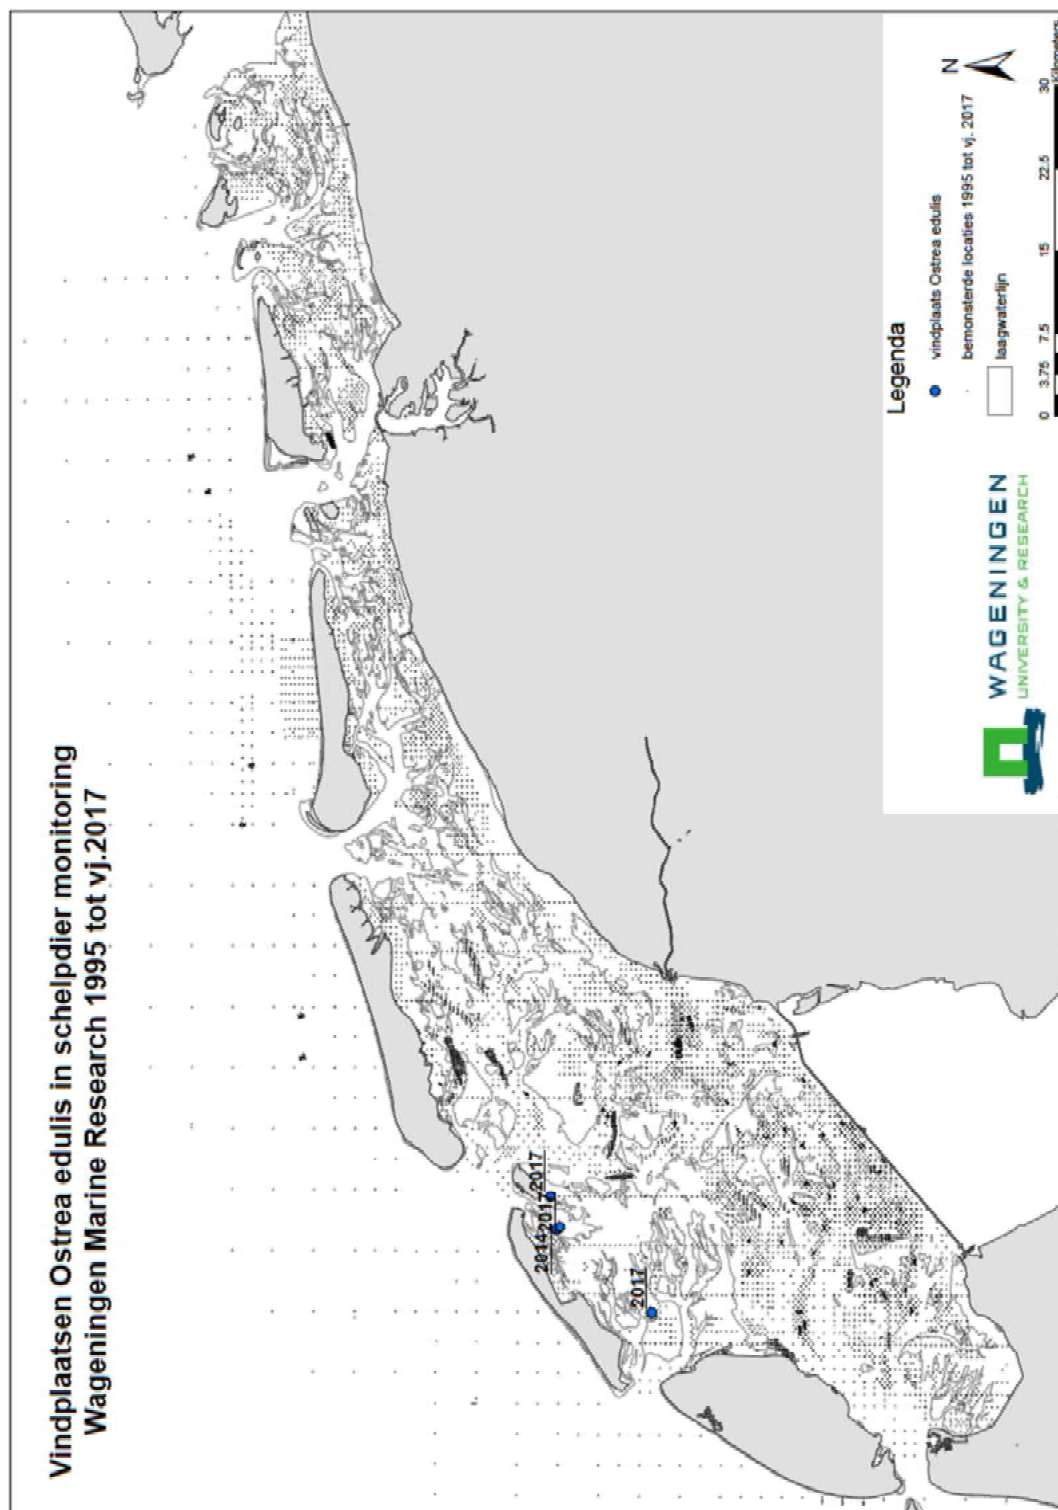 Vindplaatsen Ostrea edulis in schelpdier monitoring
Wageningen Marine Research 1995 tot vj.2017
2014
2017
2017
2017
Legenda
vindplaats Ostrea edulis
bemonsterde locaties 1995 tot vj. 2017
laagwaterlijn
N
0 3.75 7.5 15 22.5 30
Kilometers
WAGENINGEN
UNIVERSITY & RESEARCH